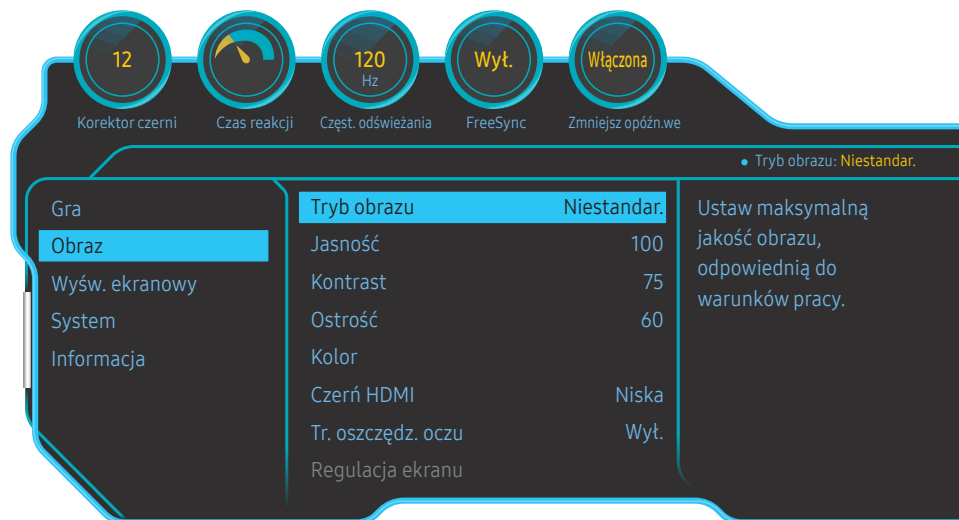 12
120
Hz
Wył.
Włączona
Korektor czerni
Czas reakcji
Częst. odświeżania
FreeSync
Zmniejsz opóźn.we
• Tryb obrazu: Niestandar.
Gra
Obraz
Wyśw. ekranowy
System
Informacja
Tryb obrazu Niestandar.
Jasność 100
Kontrast 75
Ostrość 60
Kolor
Czerń HDMI Niska
Tr. oszczędz. oczu Wył.
Regulacja ekranu
Ustaw maksymalną
jakość obrazu,
odpowiednią do
warunków pracy.